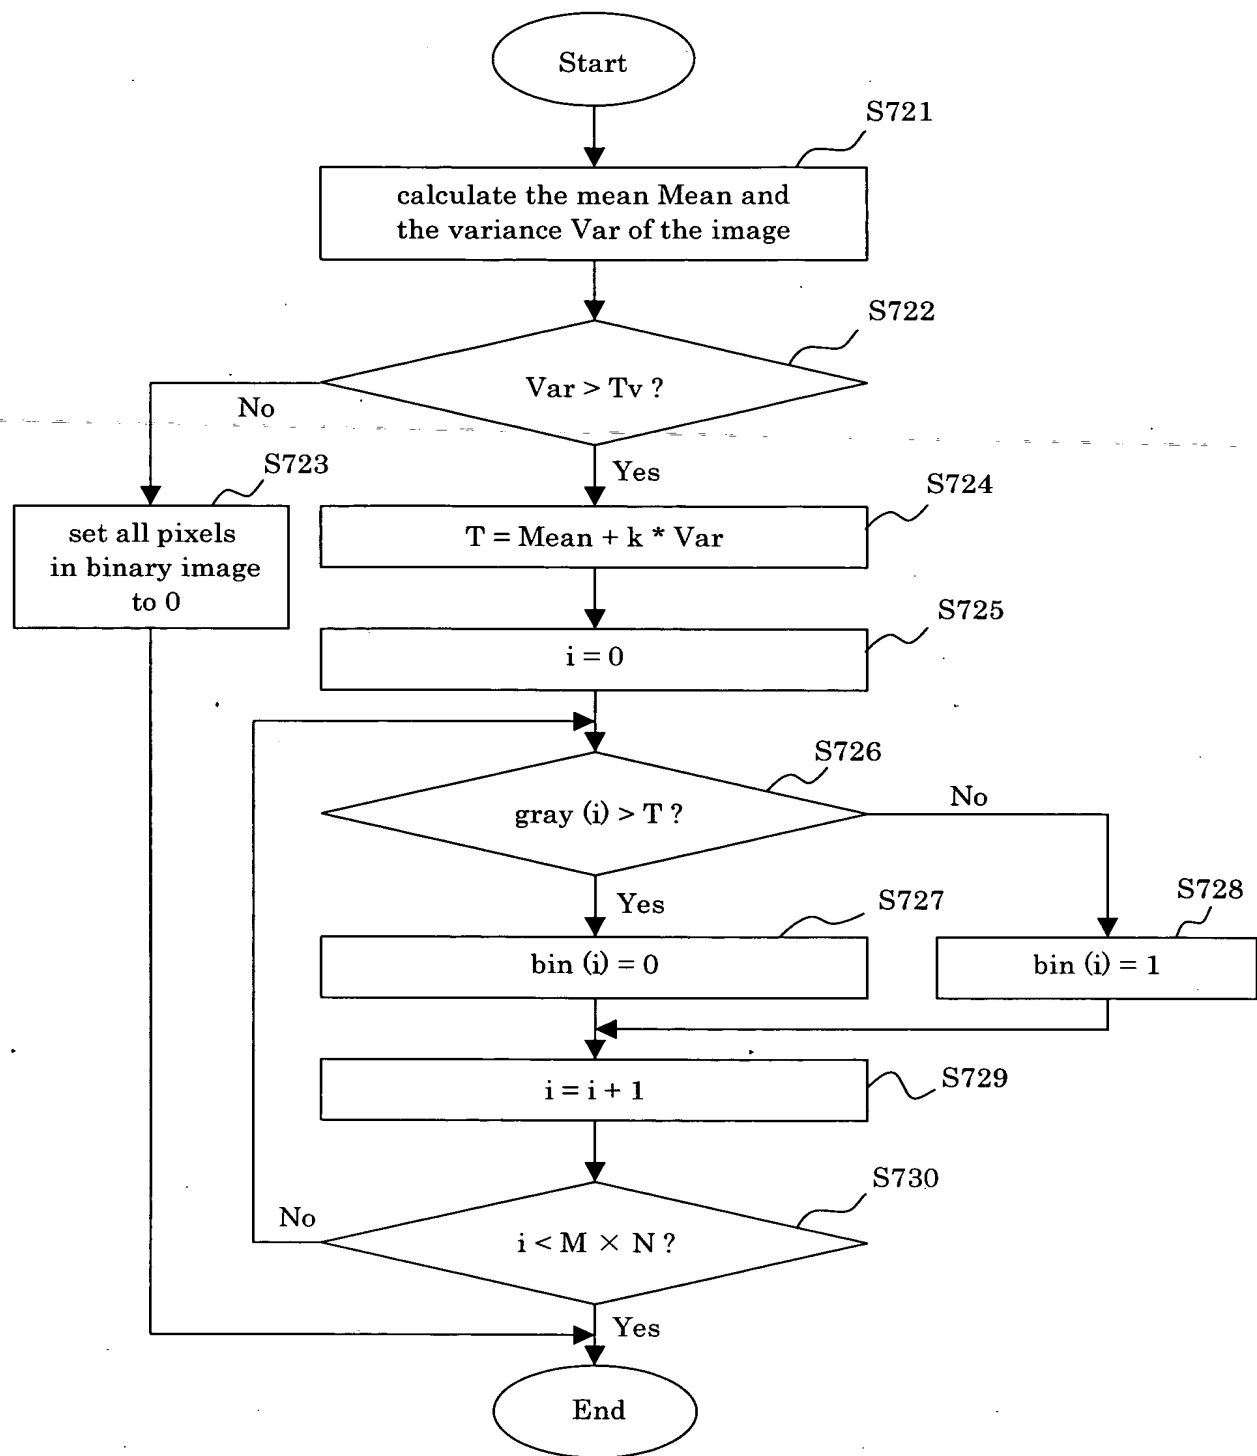 Start
S721
calculate the mean Mean and
the variance Var of the image
S722
Var > Tv ?
No
Yes
S723
set all pixels
in binary image
to 0
S724
T = Mean + k * Var
S725
i = 0
S726
gray (i) > T ?
No
Yes
S727
bin (i) = 0
S728
bin (i) = 1
S729
i = i + 1
S730
No
i < M × N ?
Yes
End